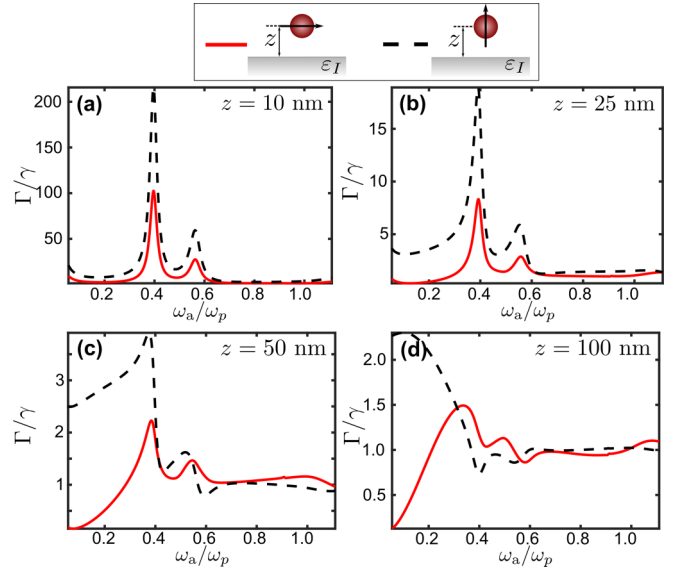 z z
ε_I ε_I
(a) z = 10 nm
200
150
100
50
Γ/γ
0.2 0.4 0.6 0.8 1.0
ω_a/ω_p
(b) z = 25 nm
15
10
5
Γ/γ
0.2 0.4 0.6 0.8 1.0
ω_a/ω_p
(c) z = 50 nm
3
2
1
Γ/γ
0.2 0.4 0.6 0.8 1.0
ω_a/ω_p
(d) z = 100 nm
2.0
1.5
1.0
0.5
Γ/γ
0.2 0.4 0.6 0.8 1.0
ω_a/ω_p